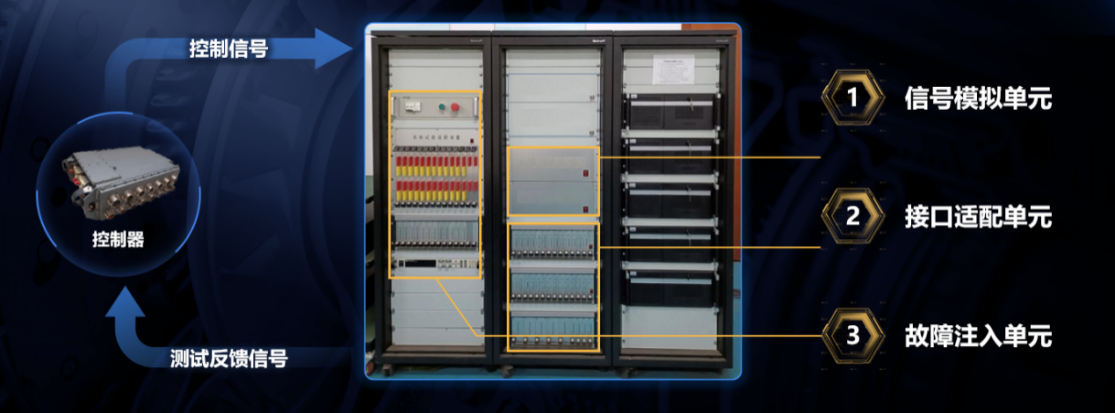 控制信号
控制器
测试反馈信号
1 信号模拟单元
2 接口适配单元
3 故障注入单元